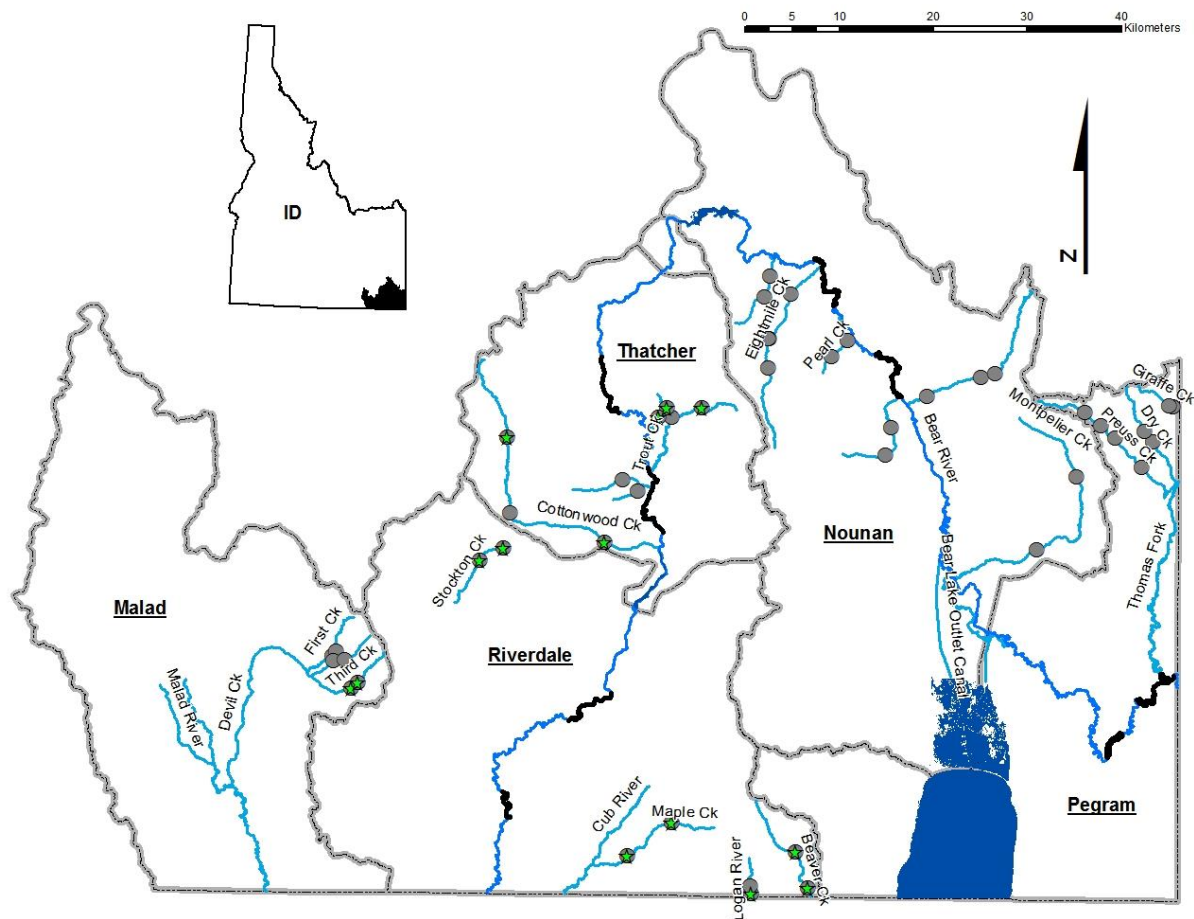 0 5 10 20 30 40
Kilometers
ID
N
Thatcher
Eightmile Ck
Pearl Ck
Giraffe Ck
Dry Ck
Preuss Ck
Montpelier Ck
Bear River
Trout Ck
Cottonwood Ck
Stockton Ck
Nounan
Bear Lake Outlet Canal
Thomas Fork
Malad
First Ck
Third Ck
Riverdale
Devil Ck
Malad River
Cub River
Maple Ck
Beaver Ck
Logan River
Pegram